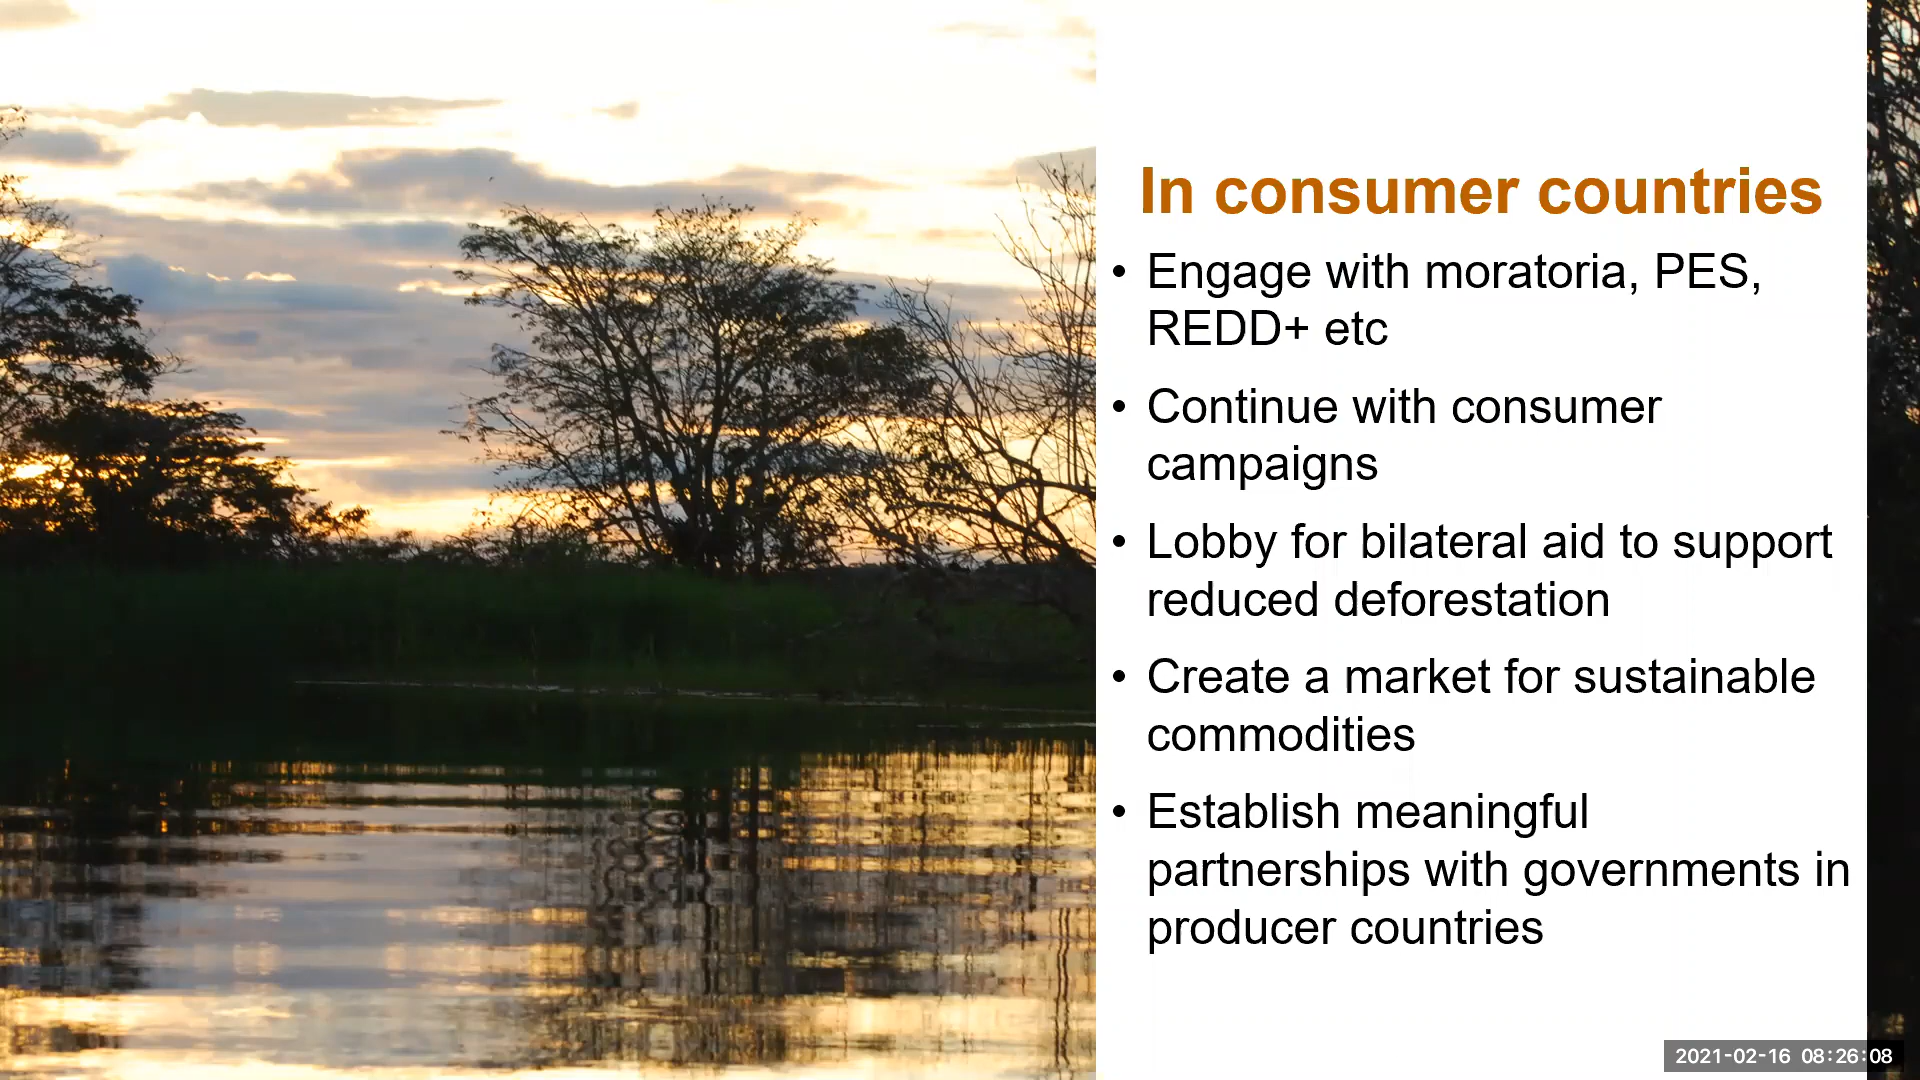 In consumer countries
• Engage with moratoria, PES,
REDD+ etc
• Continue with consumer
campaigns
• Lobby for bilateral aid to support
reduced deforestation
• Create a market for sustainable
commodities
• Establish meaningful
partnerships with governments in
producer countries
2021-02-16 08:26:08